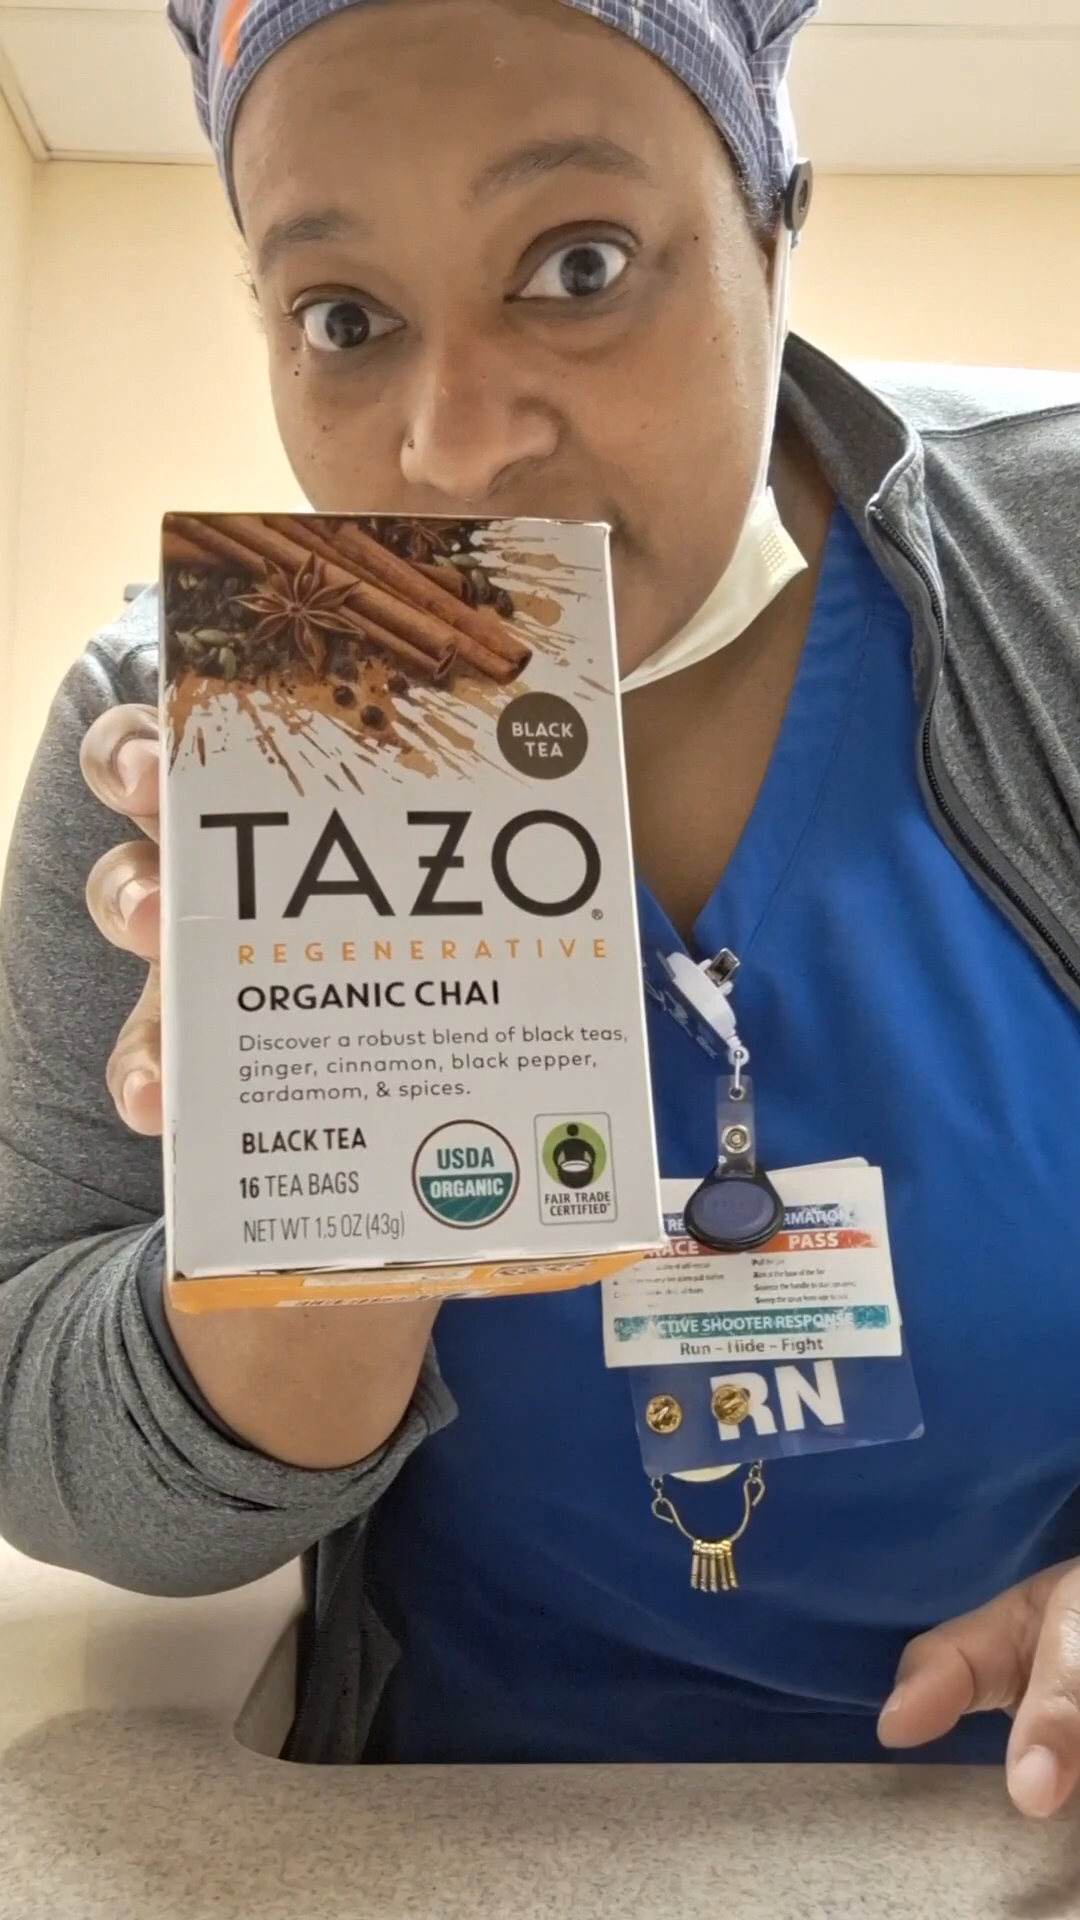 BLACK
TEA
TAZO®
REGENERATIVE
ORGANIC CHAI
Discover a robust blend of black teas,
ginger, cinnamon, black pepper,
cardamom, & spices.
BLACK TEA
16 TEA BAGS
NET WT 1.5 OZ (43g)
USDA
ORGANIC
FAIR TRADE
CERTIFIED
PASS
ACTIVE SHOOTER RESPONSE
Run - Hide - Fight
RN